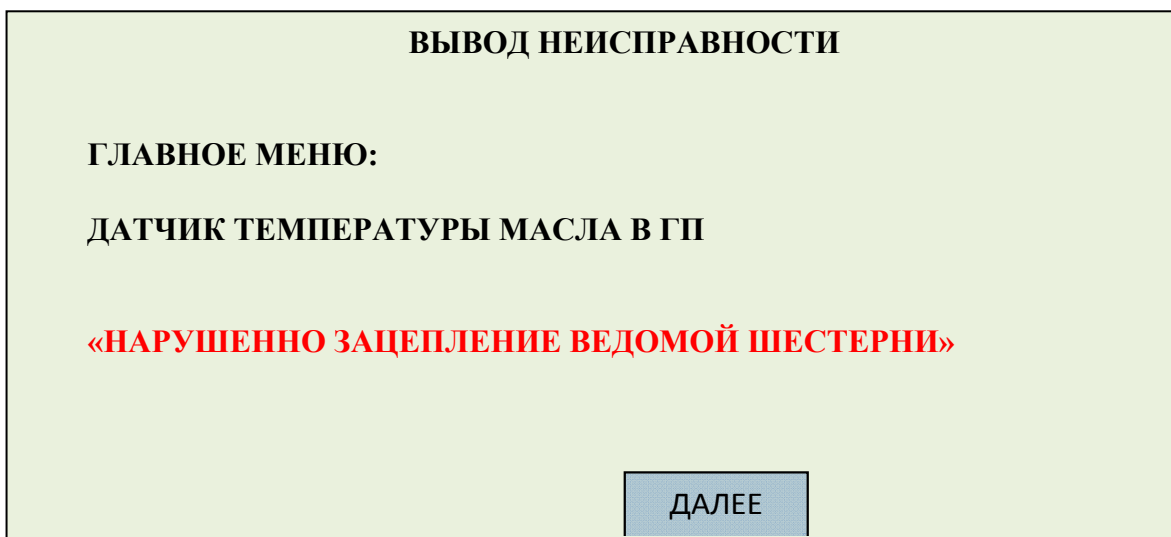 ВЫВОД НЕИСПРАВНОСТИ
ГЛАВНОЕ МЕНЮ:
ДАТЧИК ТЕМПЕРАТУРЫ МАСЛА В ГП
«НАРУШЕННО ЗАЦЕПЛЕНИЕ ВЕДОМОЙ ШЕСТЕРНИ»
ДАЛЕЕ